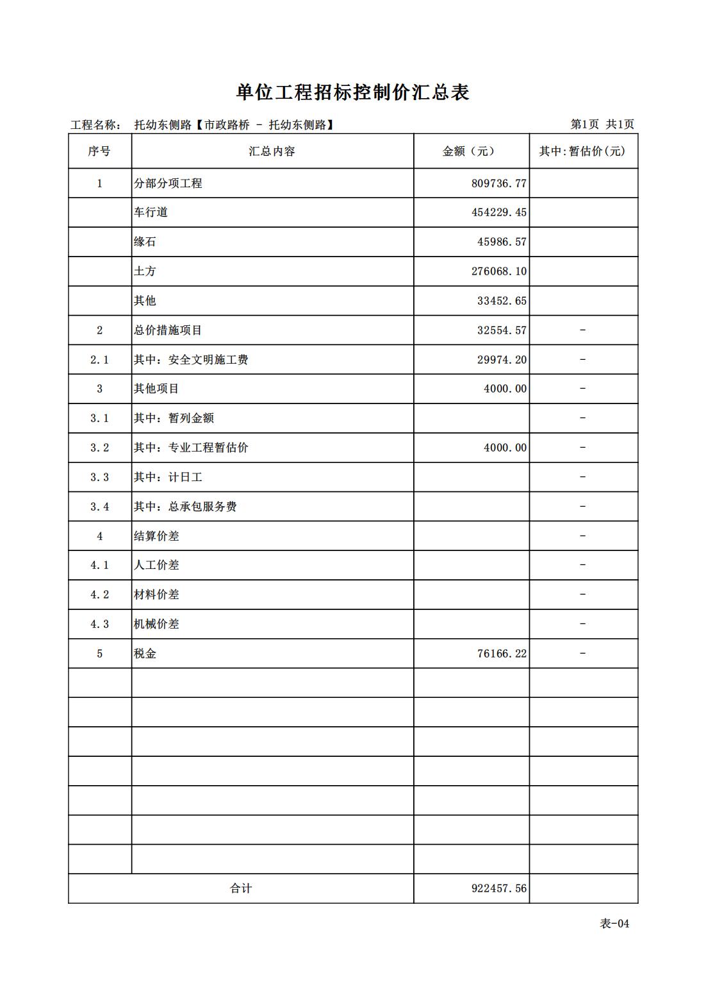 单位工程招标控制价汇总表
工程名称： 托幼东侧路【市政路桥 - 托幼东侧路】 第1页 共1页
序号 汇总内容 金额（元） 其中:暂估价(元)
1 分部分项工程 809736.77
车行道 454229.45
缘石 45986.57
土方 276068.10
其他 33452.65
2 总价措施项目 32554.57 -
2.1 其中：安全文明施工费 29974.20 -
3 其他项目 4000.00 -
3.1 其中：暂列金额 -
3.2 其中：专业工程暂估价 4000.00 -
3.3 其中：计日工 -
3.4 其中：总承包服务费 -
4 结算价差 -
4.1 人工价差 -
4.2 材料价差 -
4.3 机械价差 -
5 税金 76166.22 -
合计 922457.56
表-04